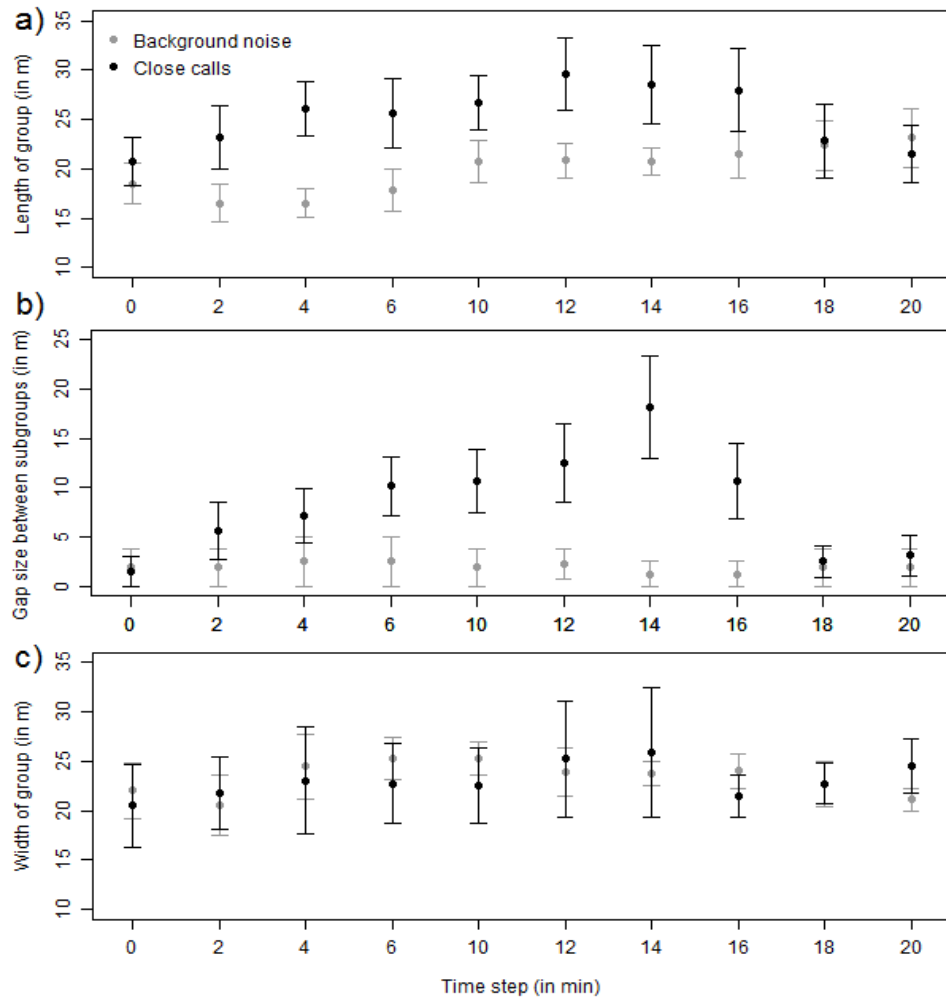 a)
Length of group (in m)
35
30
25
20
15
10
Background noise
Close calls
0 2 4 6 10 12 14 16 18 20
b)
Gap size between subgroups (in m)
25
20
15
10
5
0
0 2 4 6 10 12 14 16 18 20
c)
Width of group (in m)
35
30
25
20
15
10
0 2 4 6 10 12 14 16 18 20
Time step (in min)